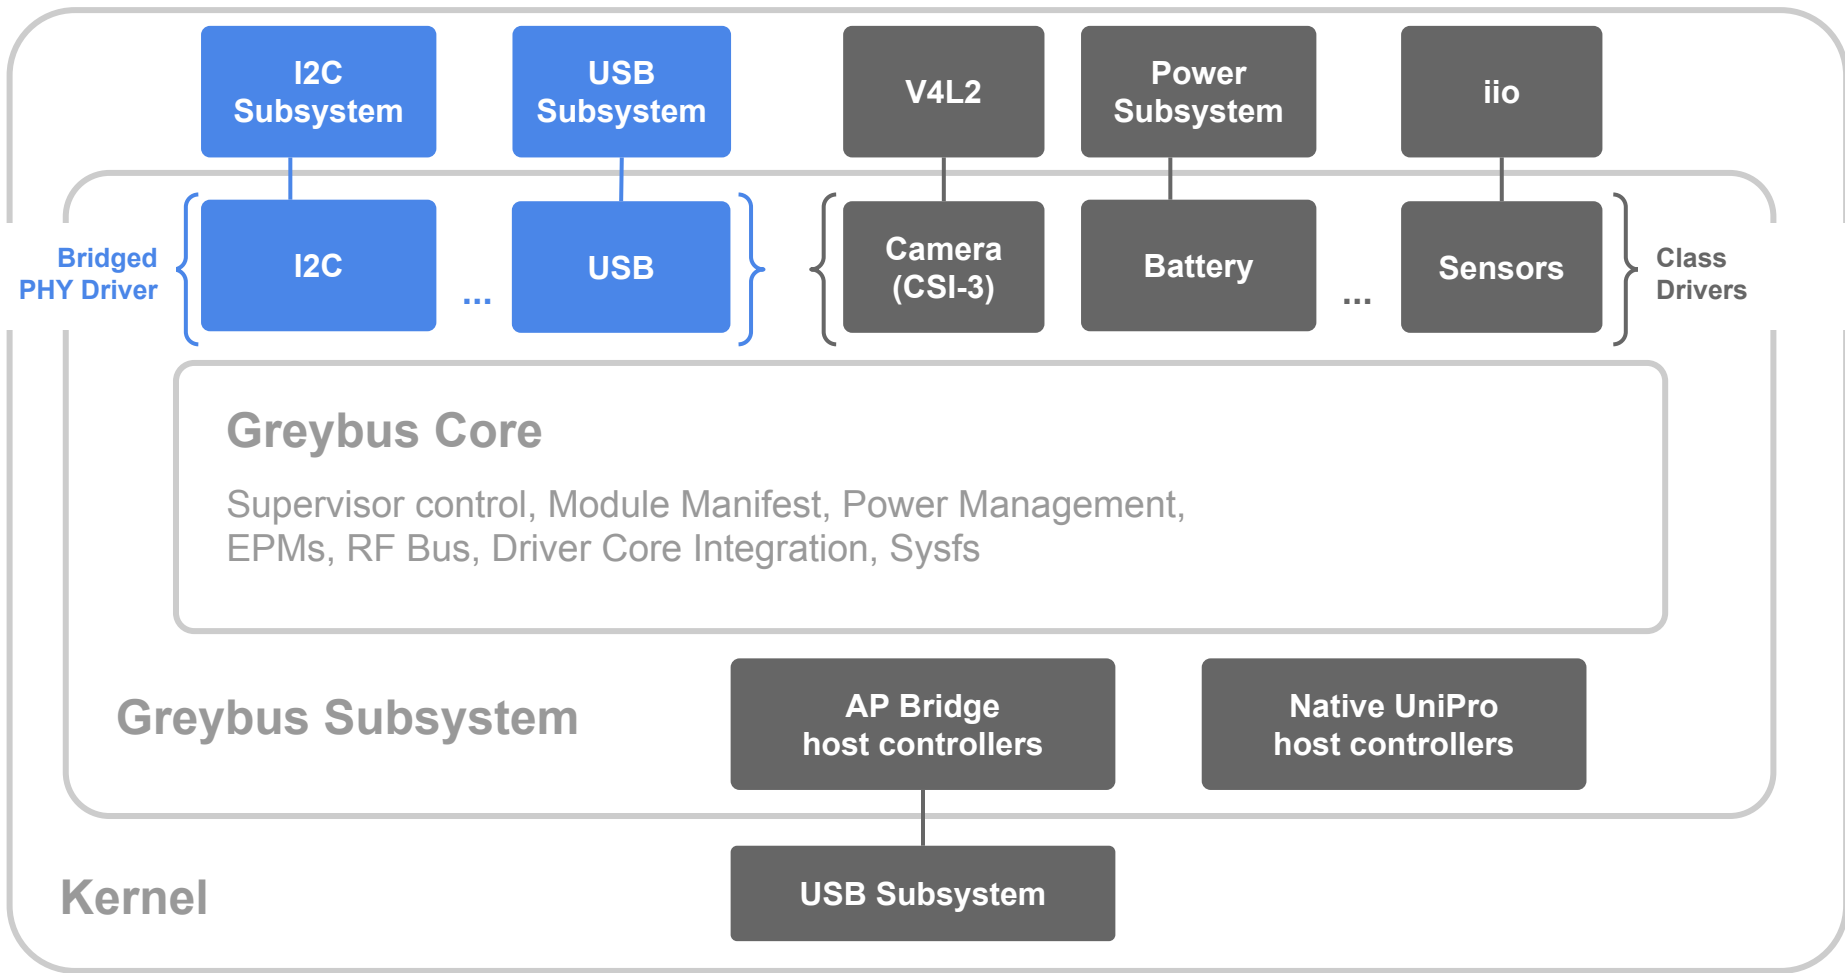 I2C
Subsystem
USB
Subsystem
V4L2
Power
Subsystem
iio
Bridged
PHY Driver
I2C
...
USB
Camera
(CSI-3)
Battery
...
Sensors
Class
Drivers
Greybus Core
Supervisor control, Module Manifest, Power Management,
EPMs, RF Bus, Driver Core Integration, Sysfs
Greybus Subsystem
AP Bridge
host controllers
Native UniPro
host controllers
Kernel
USB Subsystem